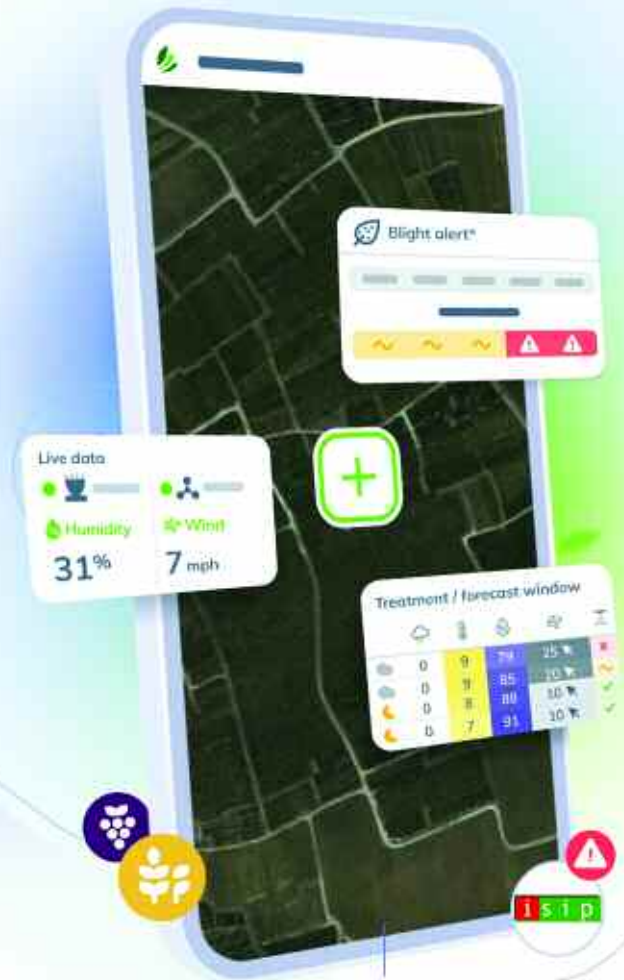 Blight alert*
Live data
Humidity Wind
31% 7 mph
Treatment / forecast window
0 9 79 25
0 9 85 20
0 8 88 10
0 7 91 10
isip